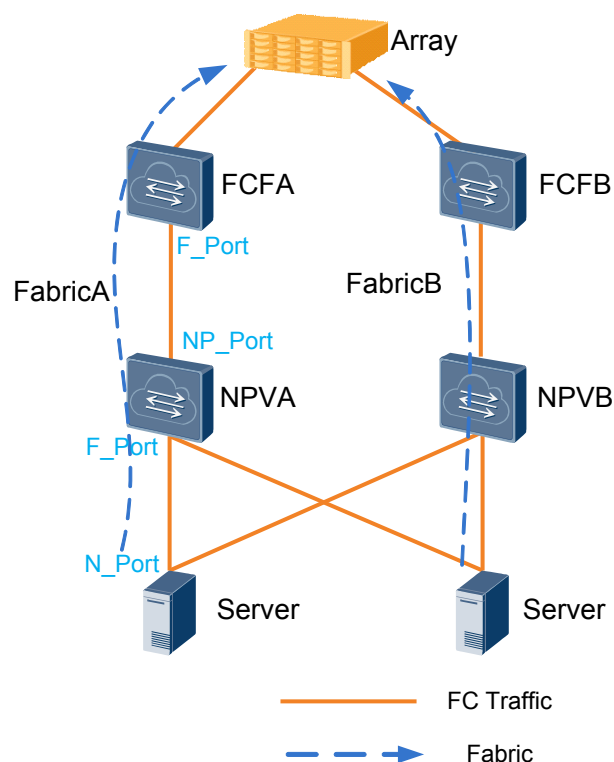 Array
FCFA
FCFB
F_Port
FabricA
FabricB
NP_Port
NPVA
NPVB
F_Port
N_Port
Server
Server
FC Traffic
Fabric